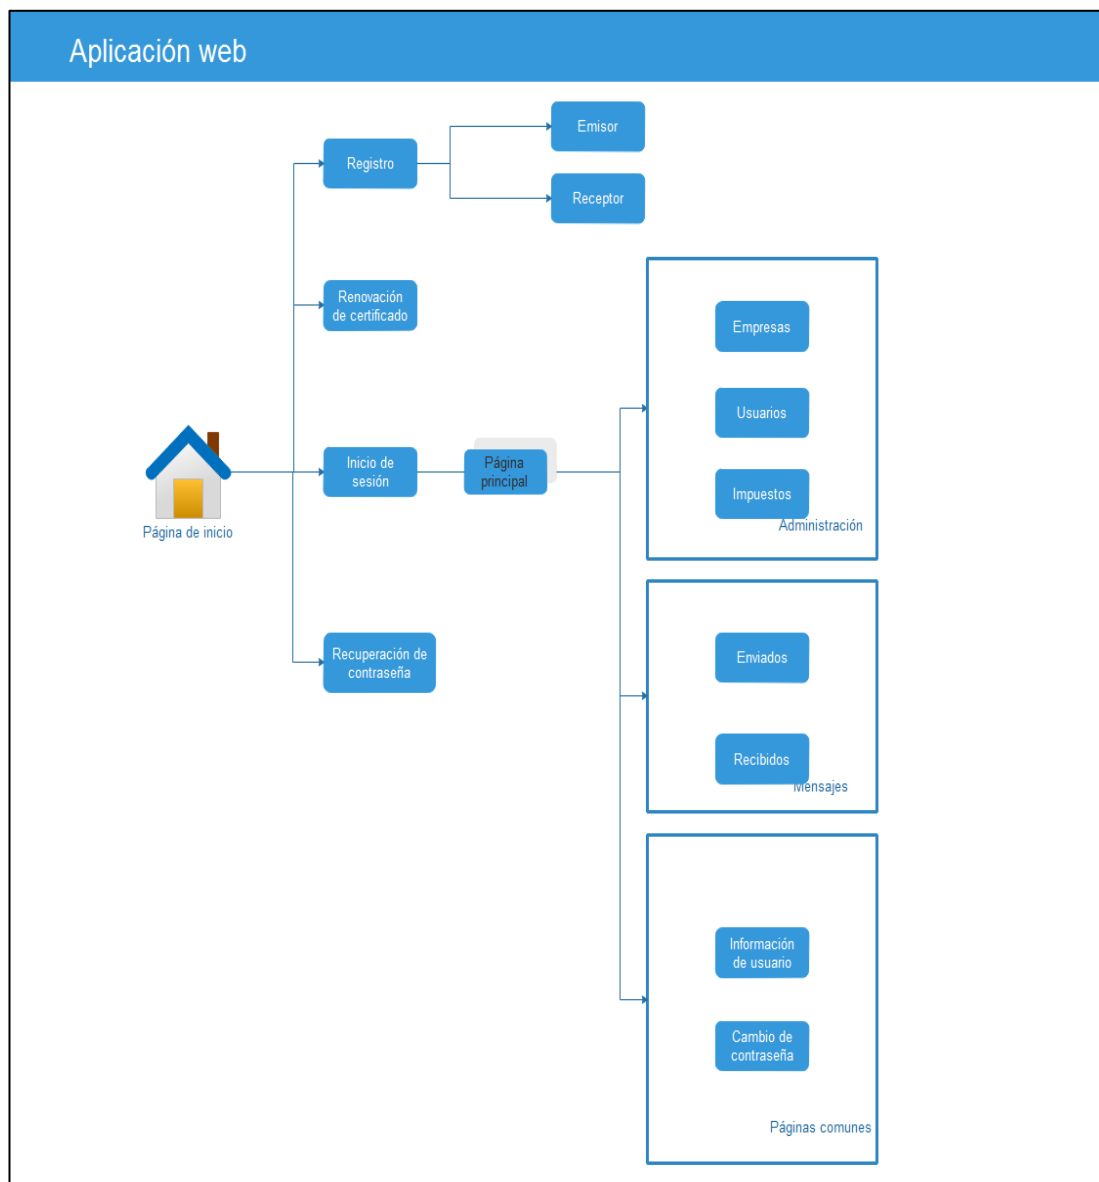 Aplicación web
Emisor
Registro
Receptor
Renovación
de certificado
Empresas
Usuarios
Inicio de
sesión
Página
principal
Impuestos
Administración
Página de inicio
Enviados
Recuperación de
contraseña
Recibidos
Mensajes
Información
de usuario
Cambio de
contraseña
Páginas comunes